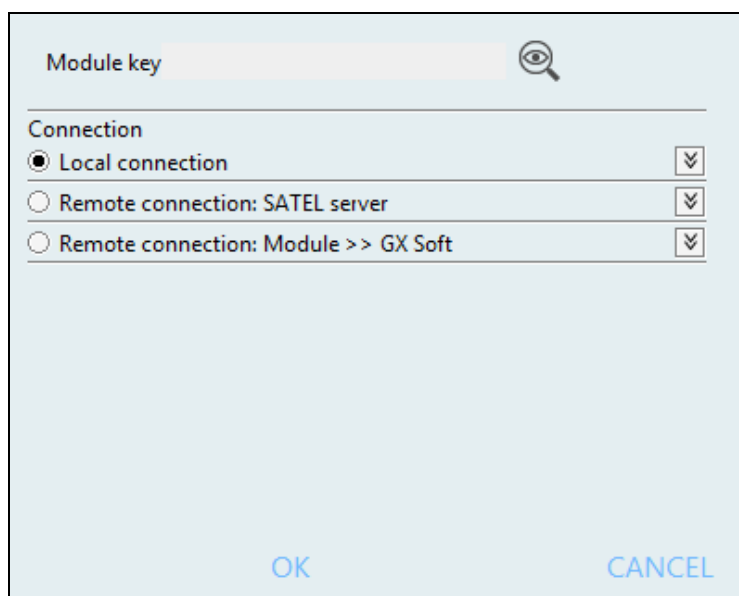 Module key
Connection
Local connection
Remote connection: SATEL server
Remote connection: Module >> GX Soft
OK CANCEL